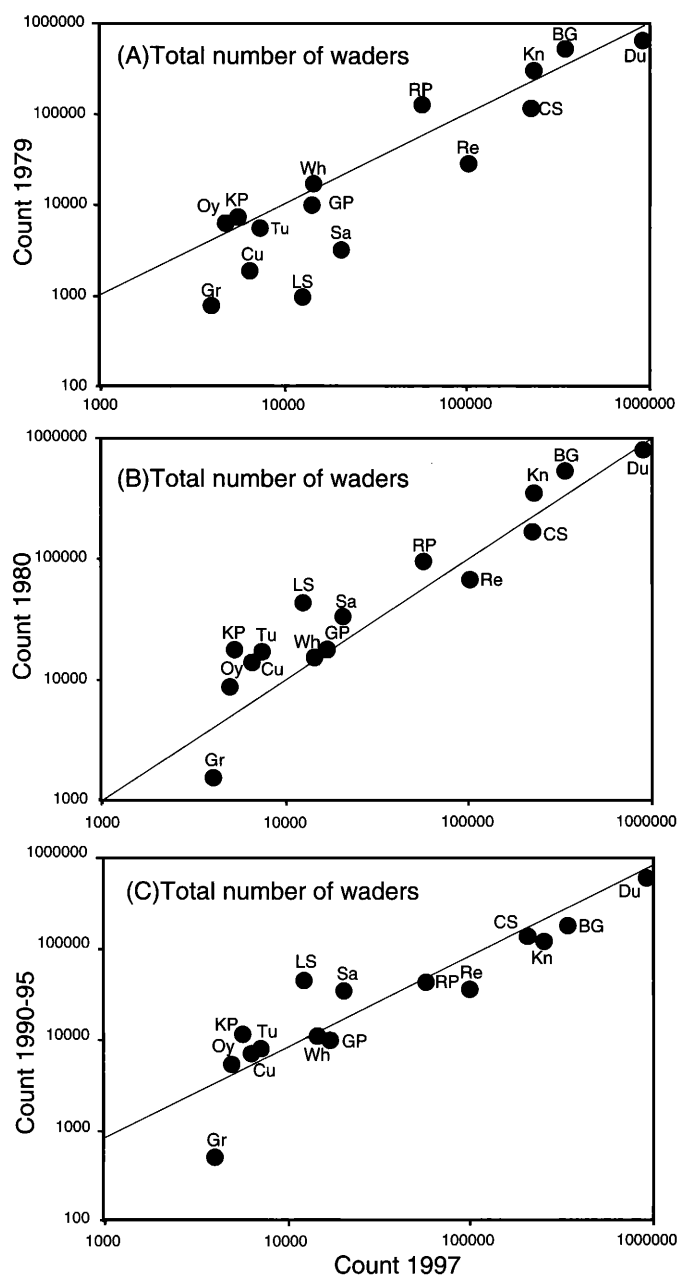 1000000
(A)Total number of waders
BG
Kn
Du
RP
100000
CS
Re
Wh
10000
Oy
KP
GP
Tu
Sa
Cu
LS
Gr
1000
100
Count 1979
1000
10000
100000
1000000
1000000
(B)Total number of waders
BG
Du
Kn
CS
RP
100000
Re
LS
Sa
KP
Tu
Wh
GP
Oy
Cu
10000
Gr
1000
Count 1980
1000
10000
100000
1000000
1000000
(C)Total number of waders
Du
CS
BG
Kn
100000
LS
Sa
RP
Re
KP
Tu
10000
Oy
Wh
GP
Cu
1000
Gr
100
Count 1990-95
1000
10000
100000
1000000
Count 1997